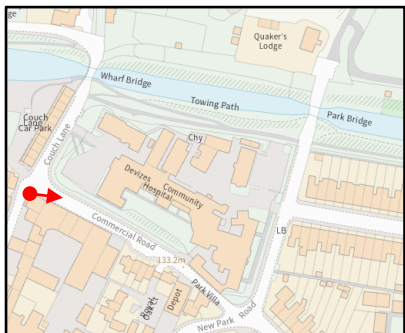 ge
Quaker's
Lodge
Wharf Bridge
Towing Path
Park Bridge
Couch
Lane
Car Park
Couch Lane
Chy
Devizes Community
Hospital
Commercial Road
LB
133.2m
Park Villa
Depot
New Park Road